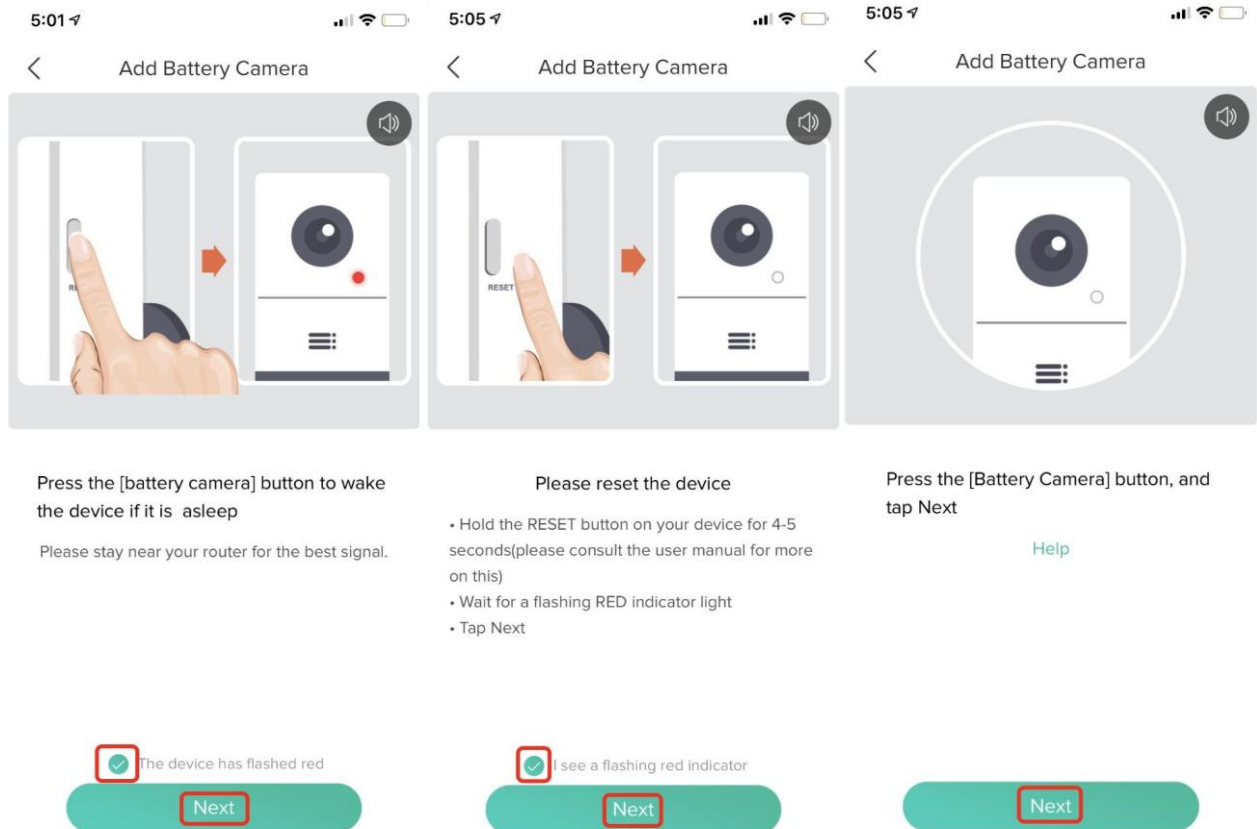 5:01
Add Battery Camera
RE
Press the [battery camera] button to wake
the device if it is asleep
Please stay near your router for the best signal.
The device has flashed red
Next
5:05
Add Battery Camera
RESET
Please reset the device
• Hold the RESET button on your device for 4-5
seconds(please consult the user manual for more
on this)
• Wait for a flashing RED indicator light
• Tap Next
I see a flashing red indicator
Next
5:05
Add Battery Camera
Press the [Battery Camera] button, and
tap Next
Help
Next